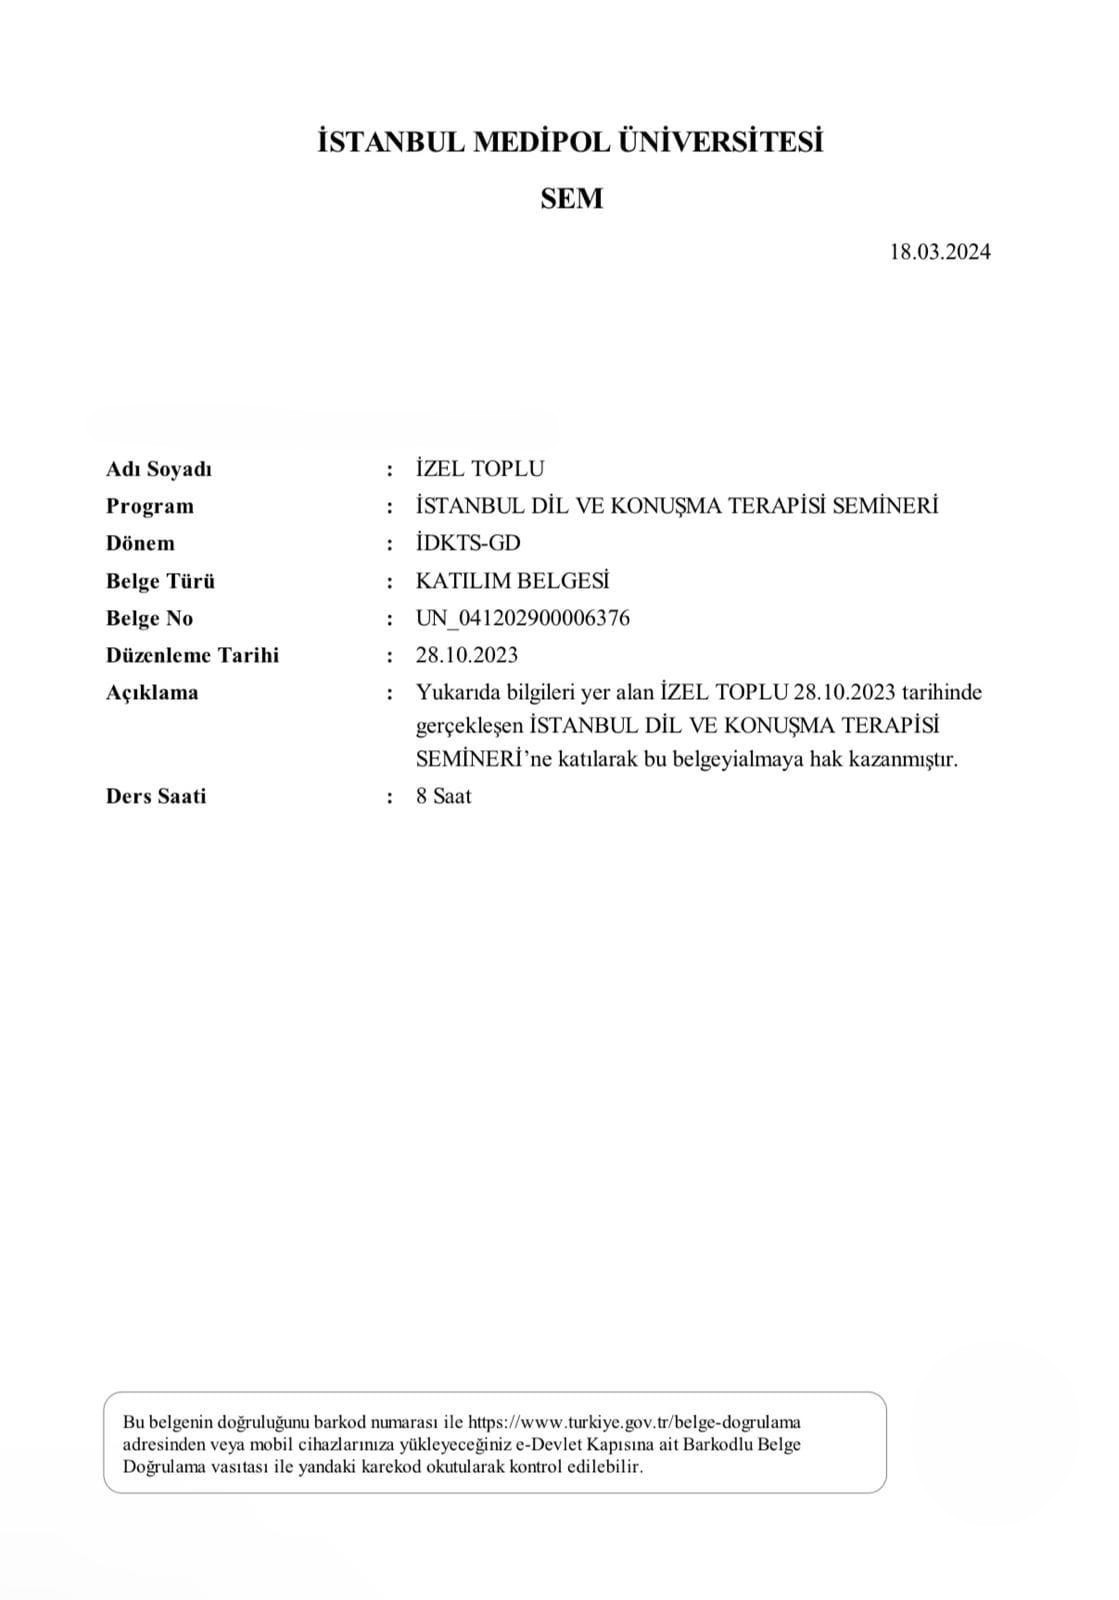 İSTANBUL MEDİPOL ÜNİVERSİTESİ
SEM
18.03.2024
Adı Soyadı : İZEL TOPLU
Program : İSTANBUL DİL VE KONUŞMA TERAPİSİ SEMİNERİ
Dönem : İDKTS-GD
Belge Türü : KATILIM BELGESİ
Belge No : UN_041202900006376
Düzenleme Tarihi : 28.10.2023
Açıklama : Yukarıda bilgileri yer alan İZEL TOPLU 28.10.2023 tarihinde
gerçekleşen İSTANBUL DİL VE KONUŞMA TERAPİSİ
SEMİNERİ’ne katılarak bu belgeyialmaya hak kazanmıştır.
Ders Saati : 8 Saat
Bu belgenin doğruluğunu barkod numarası ile https://www.turkiye.gov.tr/belge-dogrulama
adresinden veya mobil cihazlarınıza yükleyeceğiniz e-Devlet Kapısına ait Barkodlu Belge
Doğrulama vasıtası ile yandaki karekod okutularak kontrol edilebilir.